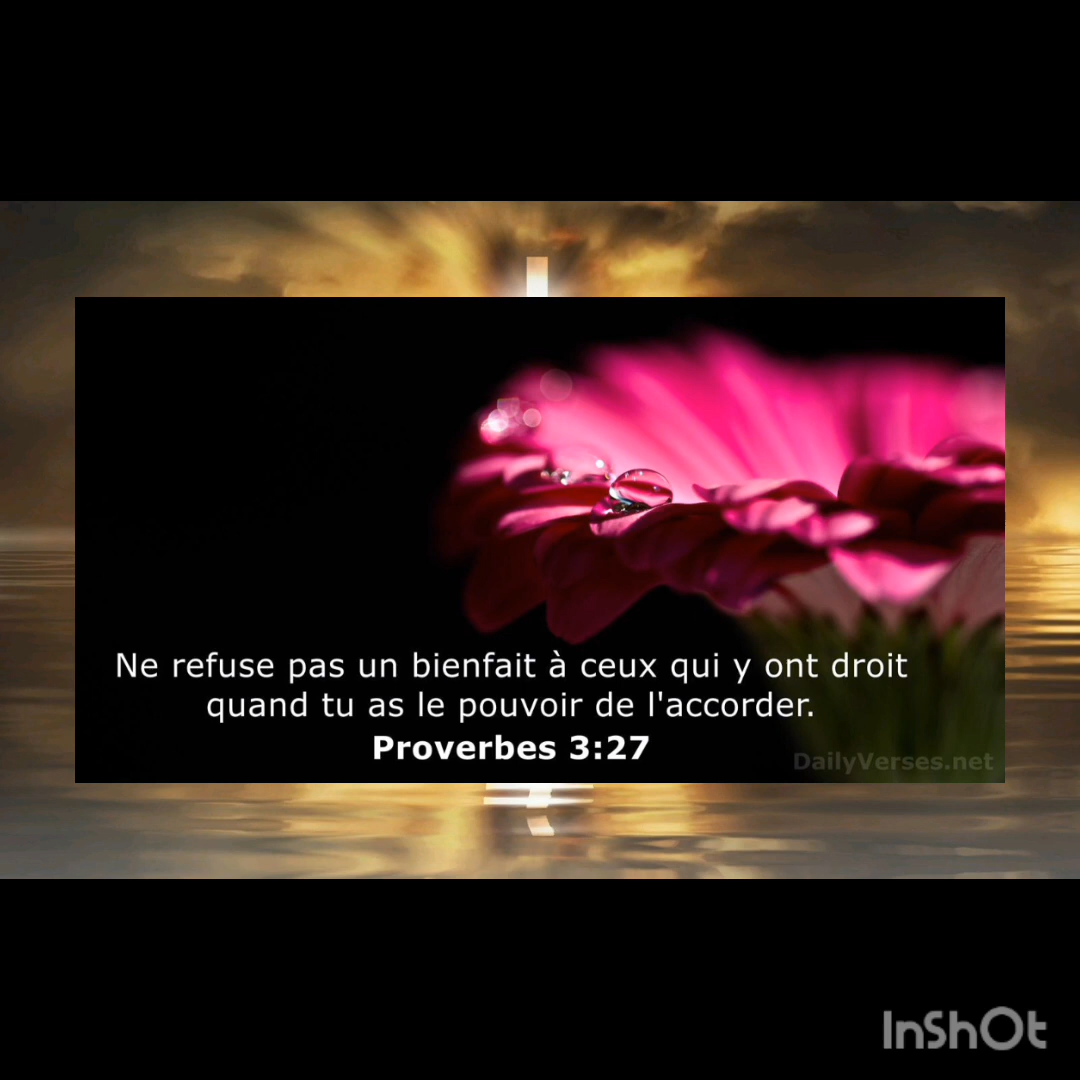 Ne refuse pas un bienfait à ceux qui y ont droit
quand tu as le pouvoir de l'accorder.
Proverbes 3:27
DailyVerses.net
InShOt